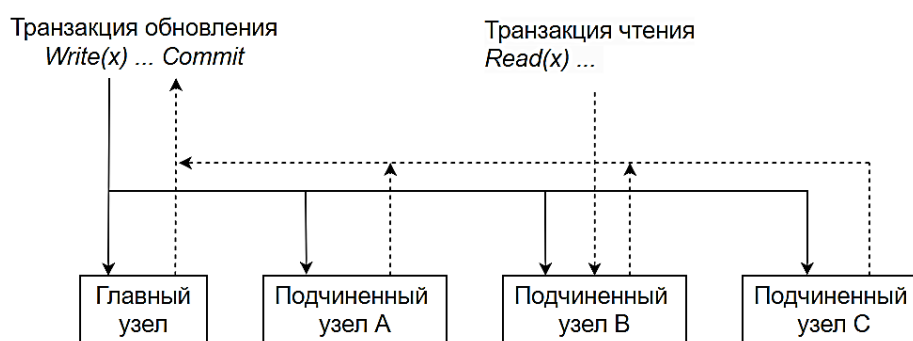 Транзакция обновления
Write(x) ... Commit
Транзакция чтения
Read(x) ...
Главный
узел
Подчиненный
узел А
Подчиненный
узел В
Подчиненный
узел С